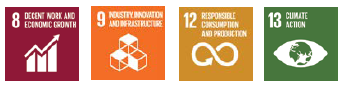 8 DECENT WORK AND
ECONOMIC GROWTH
9 INDUSTRY, INNOVATION
AND INFRASTRUCTURE
12 RESPONSIBLE
CONSUMPTION
AND PRODUCTION
13 CLIMATE
ACTION